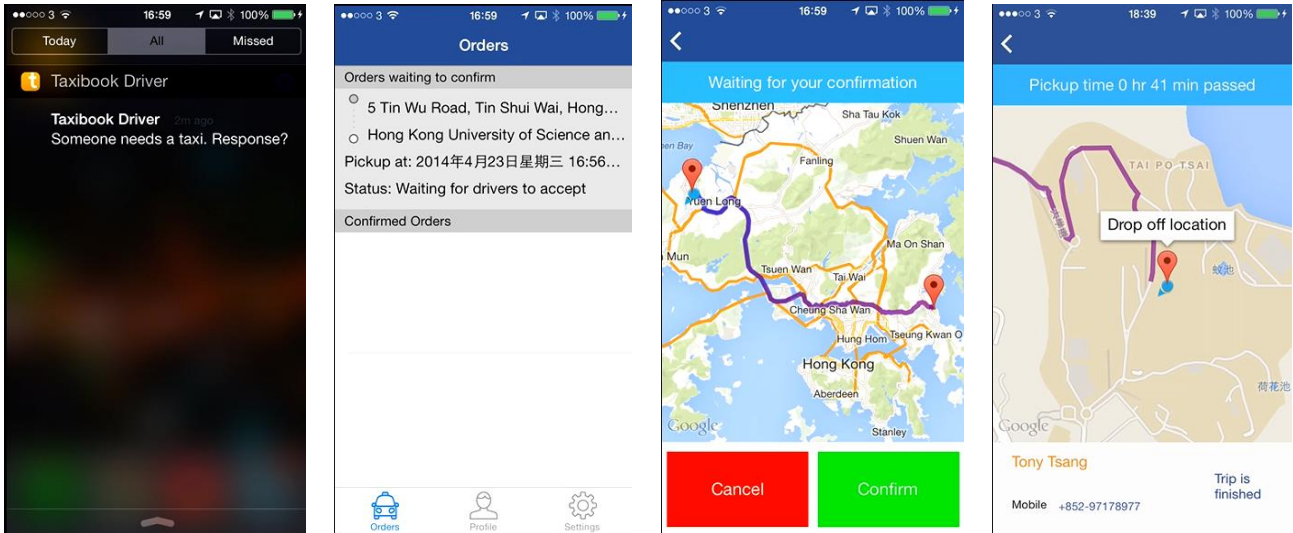 3 16:59 100%
Today All Missed
Taxibook Driver
Taxibook Driver 2m ago
Someone needs a taxi. Response?
3 16:59 100%
Orders
Orders waiting to confirm
5 Tin Wu Road, Tin Shui Wai, Hong...
Hong Kong University of Science an...
Pickup at: 2014年4月23日星期三 16:56...
Status: Waiting for drivers to accept
Confirmed Orders
Orders Profile Settings
3 16:59 100%
Waiting for your confirmation
Shenzhen
Sha Tau Kok
Shuen Wan
en Bay
Fanling
Yuen Long
Ma On Shan
Mun
Tsuen Wan
Tai Wai
Cheung Sha Wan
Hung Hom
Tseung Kwan O
Hong Kong
Aberdeen
Google
Stanley
Cancel Confirm
3 18:39 100%
Pickup time 0 hr 41 min passed
TAI PO TSAI
Drop off location
荷花池
Google
Tony Tsang
Trip is
finished
Mobile +852-97178977